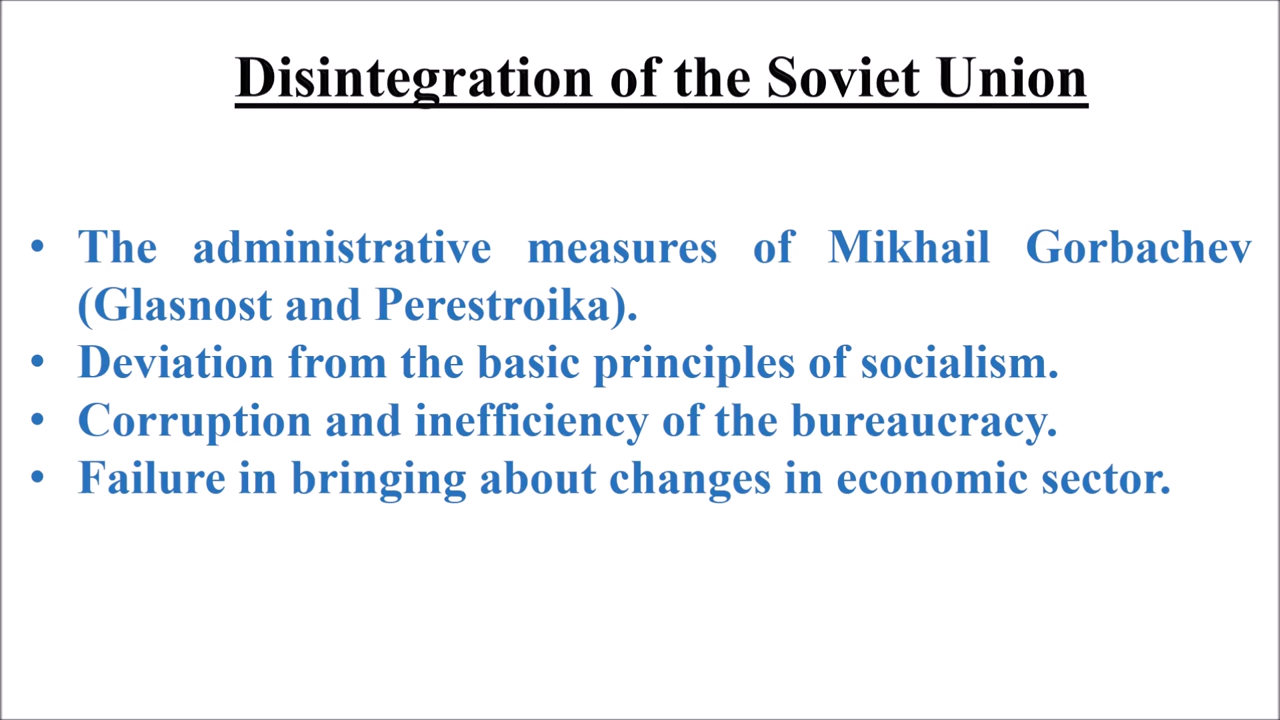 Disintegration of the Soviet Union
• The administrative measures of Mikhail Gorbachev
(Glasnost and Perestroika).
• Deviation from the basic principles of socialism.
• Corruption and inefficiency of the bureaucracy.
• Failure in bringing about changes in economic sector.